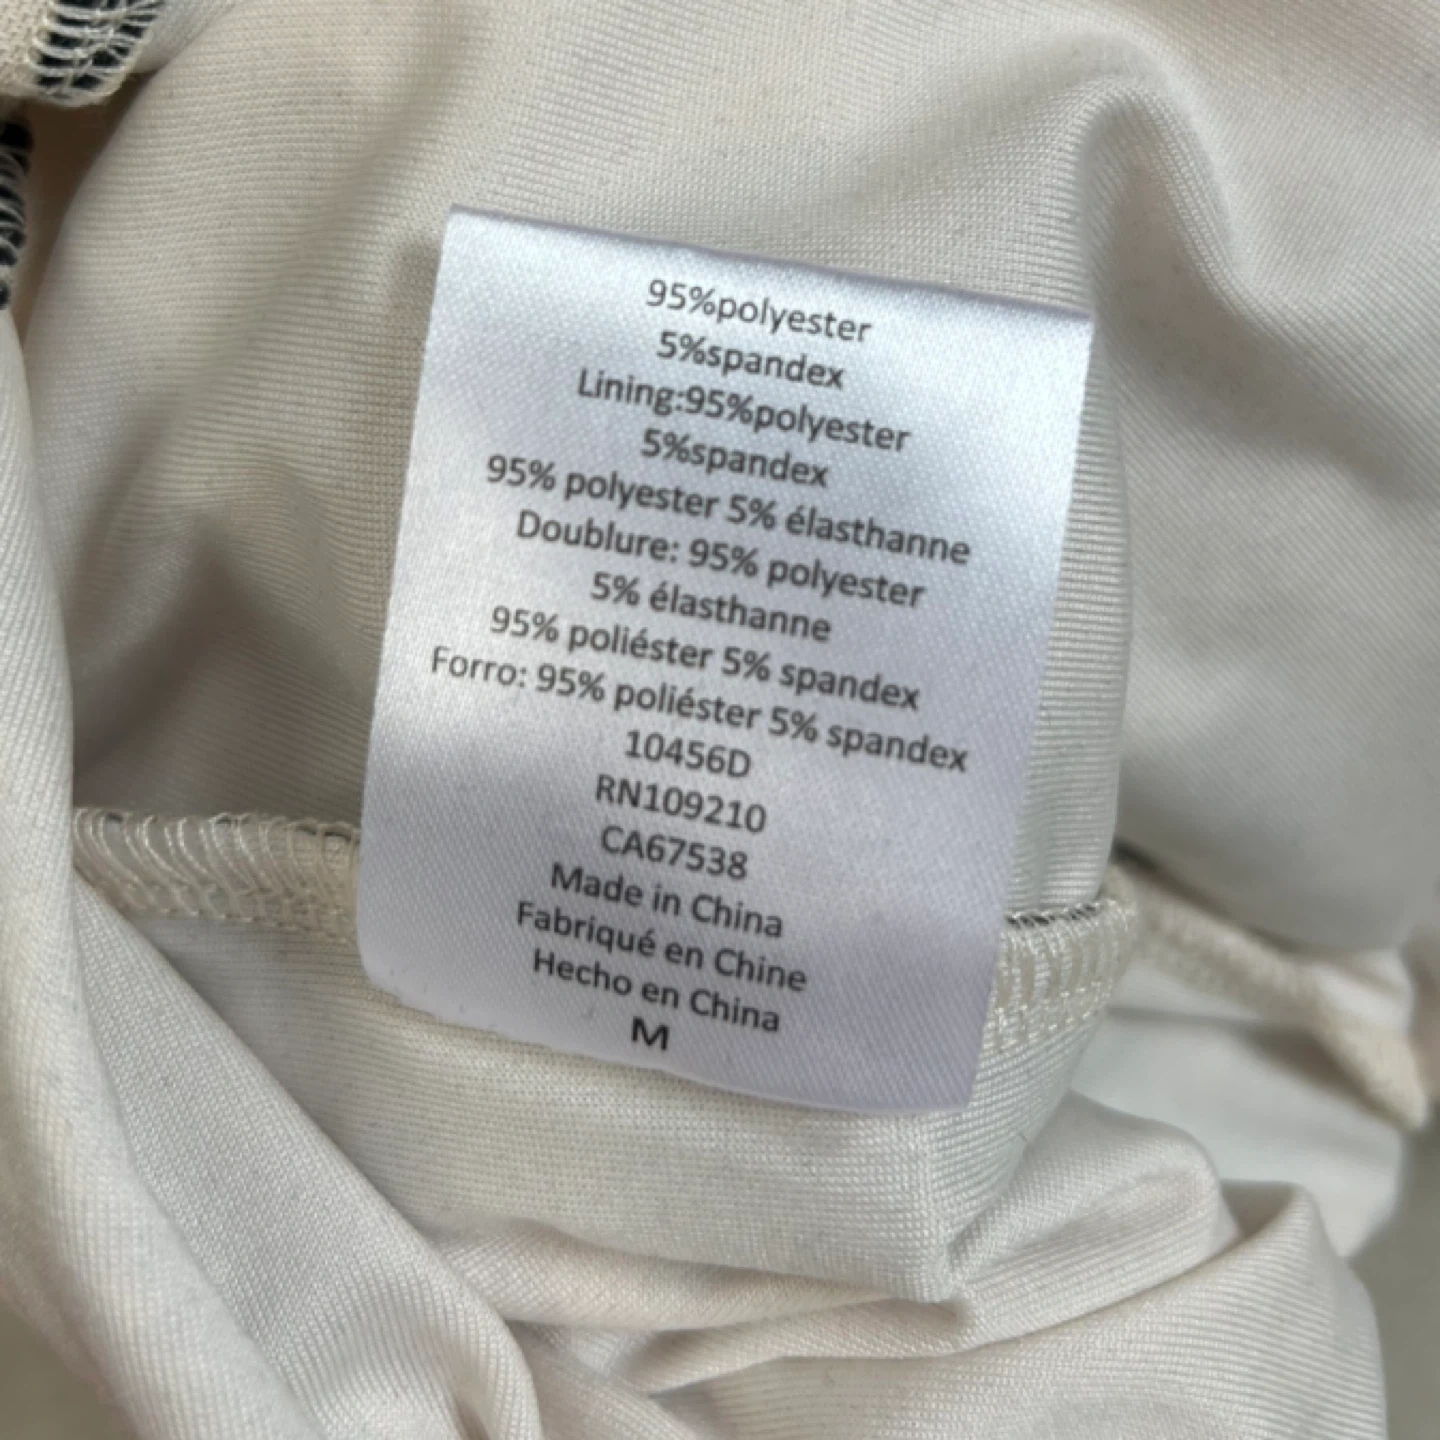 95%polyester
5%spandex
Lining:95%polyester
5%spandex
95% polyester 5% élasthanne
Doublure: 95% polyester
5% élasthanne
95% poliéster 5% spandex
Forro: 95% poliéster 5% spandex
10456D
RN109210
CA67538
Made in China
Fabriqué en Chine
Hecho en China
M